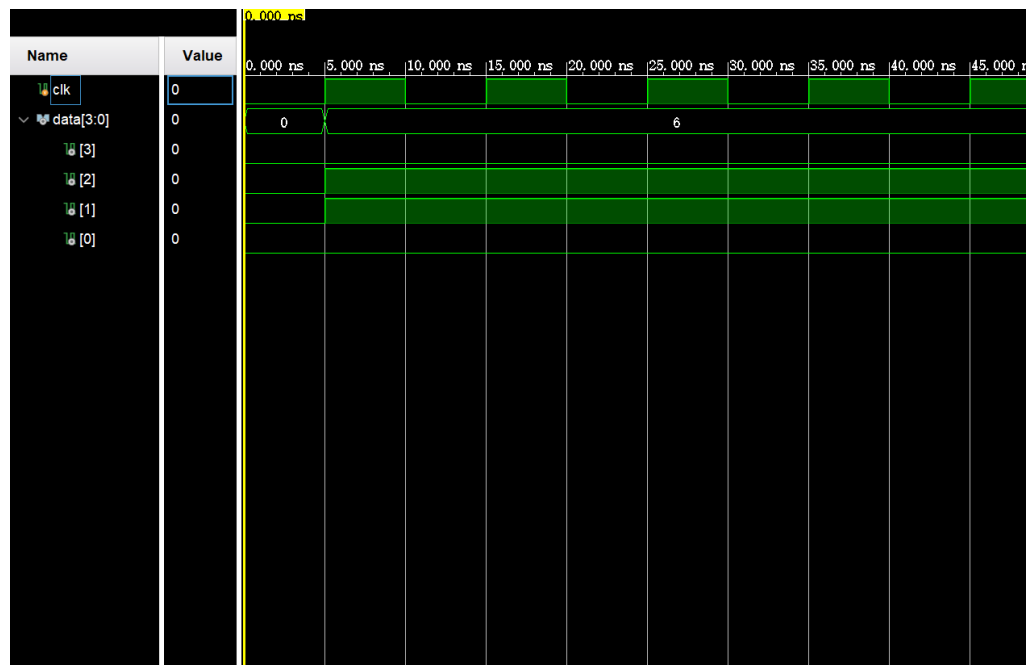 0.000 ns
Name Value
0.000 ns 5.000 ns 10.000 ns 15.000 ns 20.000 ns 25.000 ns 30.000 ns 35.000 ns 40.000 ns 45.000 n
clk 0
data[3:0] 0 0 6
[3] 0
[2] 0
[1] 0
[0] 0